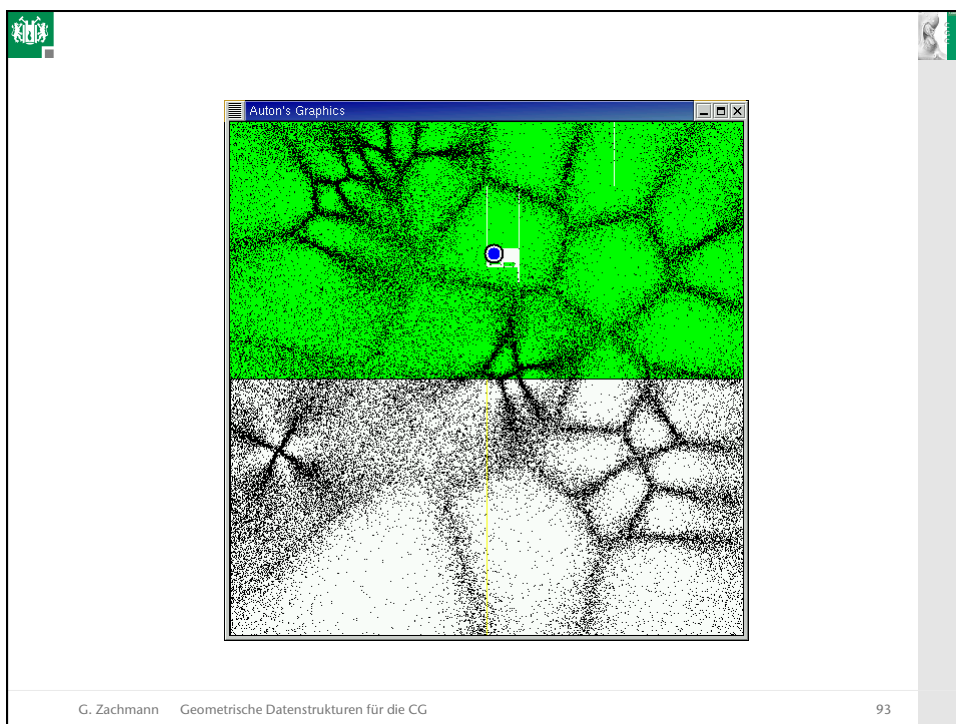 Auton's Graphics
G. Zachmann Geometrische Datenstrukturen für die CG 93